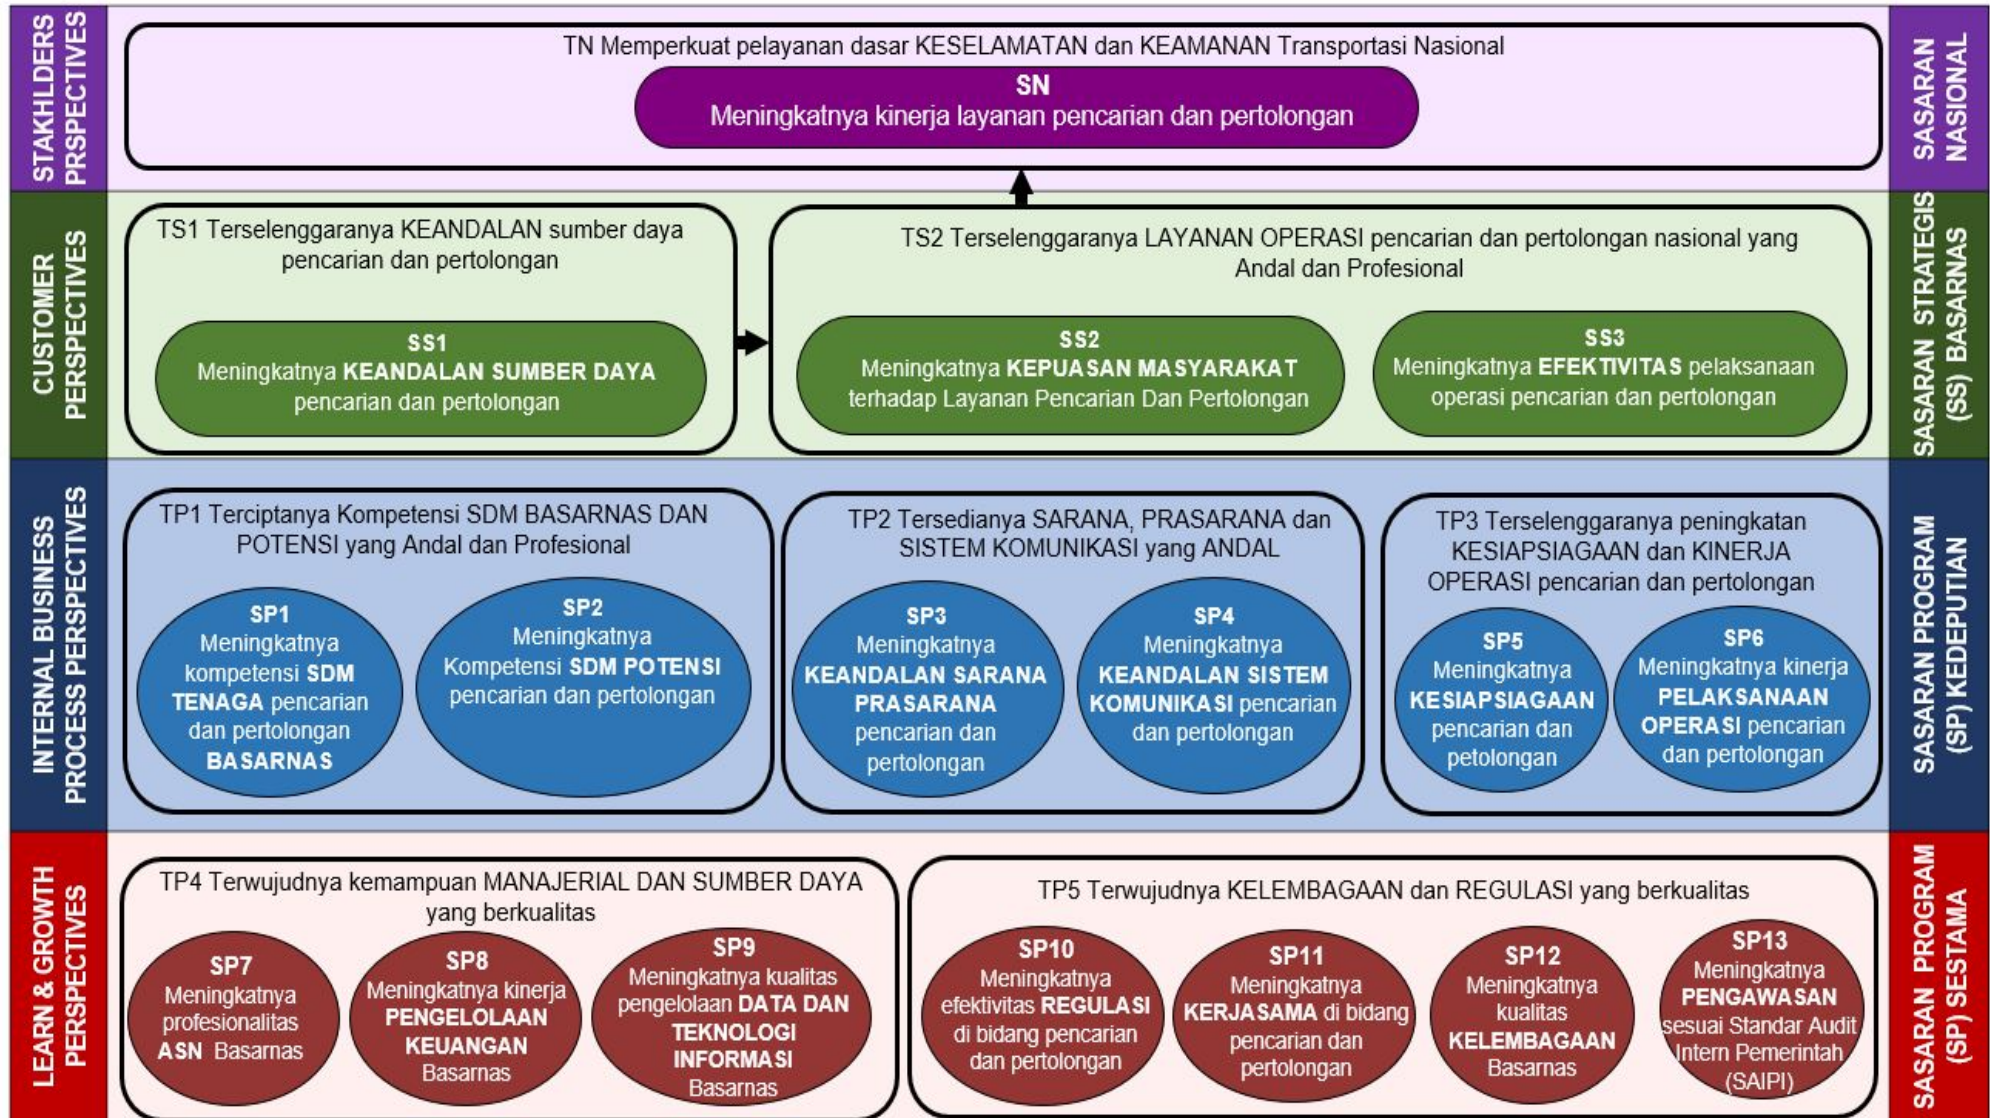 STAKHLDERS
PRSPECTIVES
TN Memperkuat pelayanan dasar KESELAMATAN dan KEAMANAN Transportasi Nasional
SN
Meningkatnya kinerja layanan pencarian dan pertolongan
SASARAN
NASIONAL
CUSTOMER
PERSPECTIVES
TS1 Terselenggaranya KEANDALAN sumber daya
pencarian dan pertolongan
SS1
Meningkatnya KEANDALAN SUMBER DAYA
pencarian dan pertolongan
TS2 Terselenggaranya LAYANAN OPERASI pencarian dan pertolongan nasional yang
Andal dan Profesional
SS2
Meningkatnya KEPUASAN MASYARAKAT
terhadap Layanan Pencarian Dan Pertolongan
SS3
Meningkatnya EFEKTIVITAS pelaksanaan
operasi pencarian dan pertolongan
SASARAN STRATEGIS
(SS) BASARNAS
INTERNAL BUSINESS
PROCESS PERSPECTIVES
TP1 Terciptanya Kompetensi SDM BASARNAS DAN
POTENSI yang Andal dan Profesional
SP1
Meningkatnya
kompetensi SDM
TENAGA pencarian
dan pertolongan
BASARNAS
SP2
Meningkatnya
Kompetensi SDM POTENSI
pencarian dan pertolongan
TP2 Tersedianya SARANA, PRASARANA dan
SISTEM KOMUNIKASI yang ANDAL
SP3
Meningkatnya
KEANDALAN SARANA
PRASARANA
pencarian dan
pertolongan
SP4
Meningkatnya
KEANDALAN SISTEM
KOMUNIKASI pencarian
dan pertolongan
TP3 Terselenggaranya peningkatan
KESIAPSIAGAAN dan KINERJA
OPERASI pencarian dan pertolongan
SP5
Meningkatnya
KESIAPSIAGAAN
pencarian dan
petolongan
SP6
Meningkatnya kinerja
PELAKSANAAN
OPERASI pencarian
dan pertolongan
SASARAN PROGRAM
(SP) KEDEPUTIAN
LEARN & GROWTH
PERSPECTIVES
TP4 Terwujudnya kemampuan MANAJERIAL DAN SUMBER DAYA
yang berkualitas
SP7
Meningkatnya
profesionalitas
ASN Basarnas
SP8
Meningkatnya kinerja
PENGELOLAAN
KEUANGAN
Basarnas
SP9
Meningkatnya kualitas
pengelolaan DATA DAN
TEKNOLOGI
INFORMASI
Basarnas
TP5 Terwujudnya KELEMBAGAAN dan REGULASI yang berkualitas
SP10
Meningkatnya
efektivitas REGULASI
di bidang pencarian
dan pertolongan
SP11
Meningkatnya
KERJASAMA di bidang
pencarian dan
pertolongan
SP12
Meningkatnya
kualitas
KELEMBAGAAN
Basarnas
SP13
Meningkatnya
PENGAWASAN
sesuai Standar Audit
Intern Pemerintah
(SAIPI)
SASARAN PROGRAM
(SP) SESTAMA